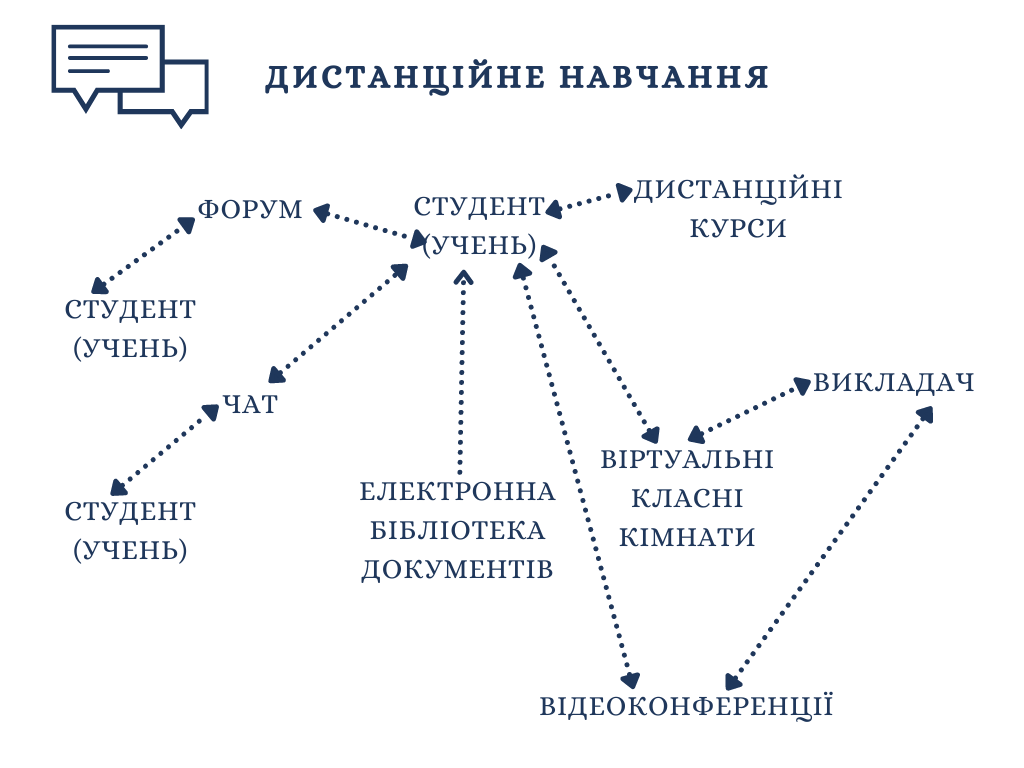 ДИСТАНЦІЙНЕ НАВЧАННЯ
ФОРУМ
СТУДЕНТ
(УЧЕНЬ)
ДИСТАНЦІЙНІ
КУРСИ
СТУДЕНТ
(УЧЕНЬ)
ЧАТ
ВИКЛАДАЧ
СТУДЕНТ
(УЧЕНЬ)
ЕЛЕКТРОННА
БІБЛІОТЕКА
ДОКУМЕНТІВ
ВІРТУАЛЬНІ
КЛАСНІ
КІМНАТИ
ВІДЕОКОНФЕРЕНЦІЇ